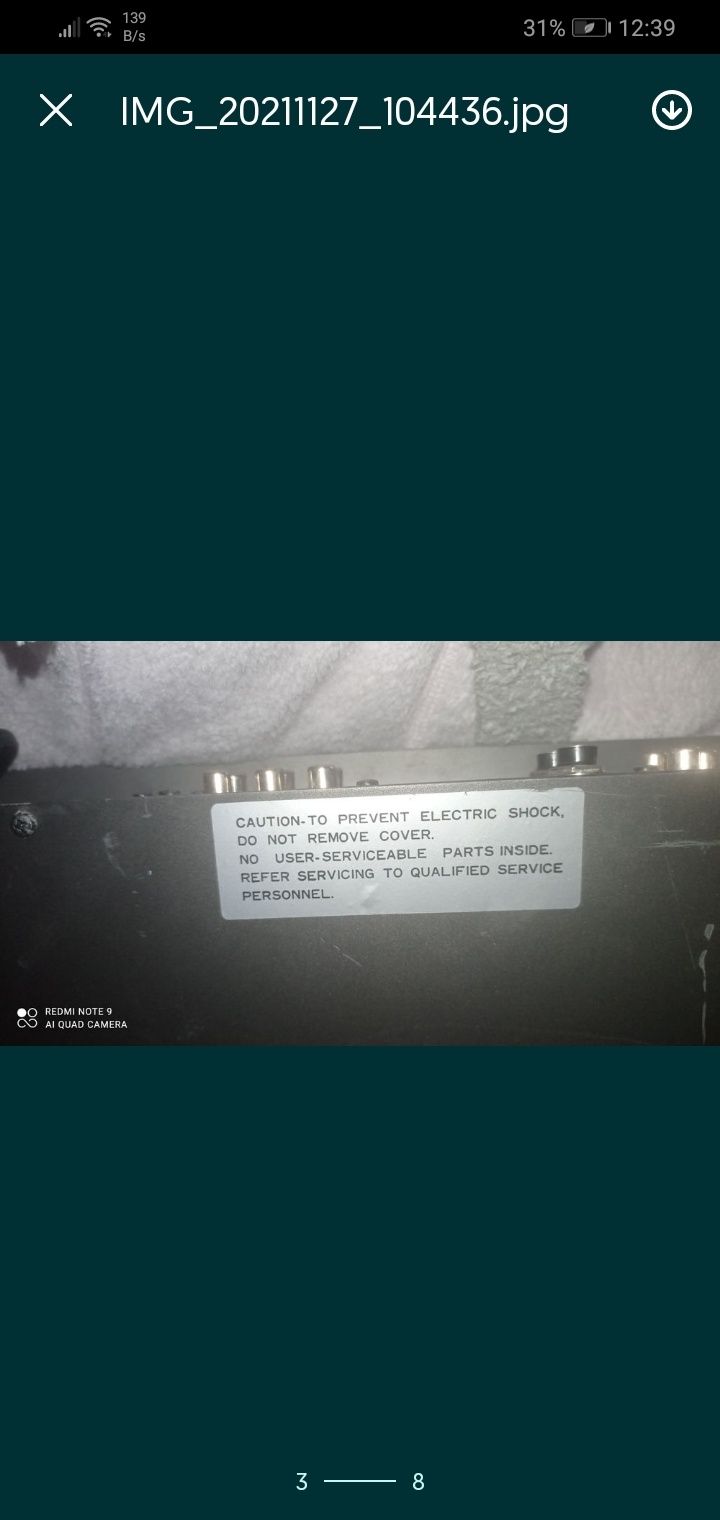 139
B/s
31%
12:39
IMG_20211127_104436.jpg
CAUTION-TO PREVENT ELECTRIC SHOCK,
DO NOT REMOVE COVER.
NO USER-SERVICEABLE PARTS INSIDE.
REFER SERVICING TO QUALIFIED SERVICE
PERSONNEL.
REDMI NOTE 9
AI QUAD CAMERA
3
8